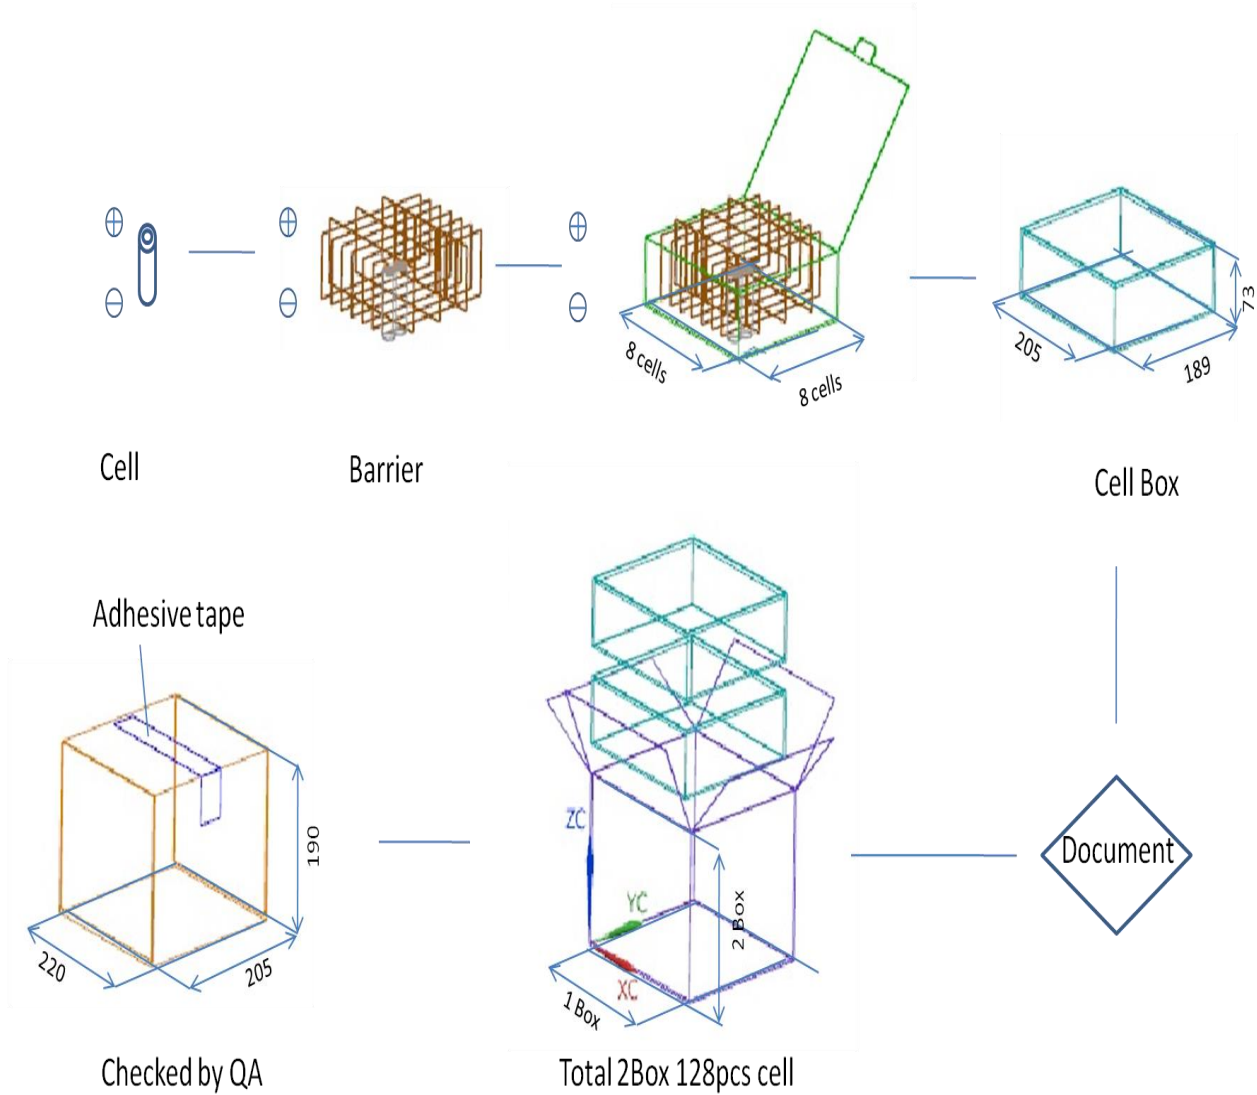 8 cells
8 cells
205
189
73
Cell
Barrier
Cell Box
Adhesive tape
190
220
205
ZC
YC
XC
2 Box
1 Box
Document
Checked by QA
Total 2Box 128pcs cell